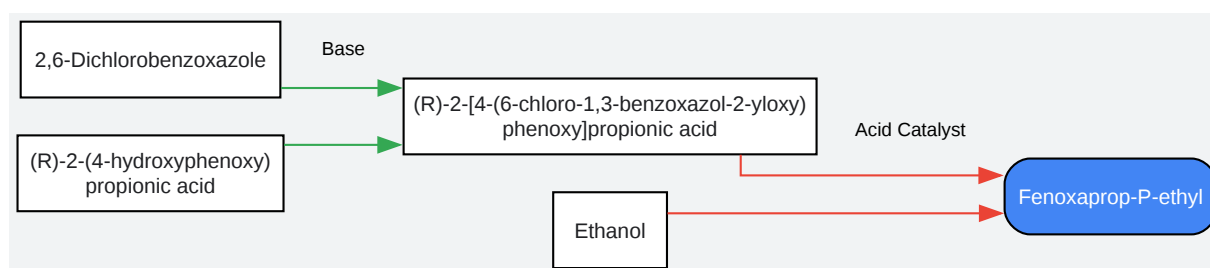 2,6-Dichlorobenzoxazole
Base
(R)-2-(4-hydroxyphenoxy)
propionic acid
(R)-2-[4-(6-chloro-1,3-benzoxazol-2-yloxy)
phenoxy]propionic acid
Acid Catalyst
Ethanol
Fenoxaprop-P-ethyl